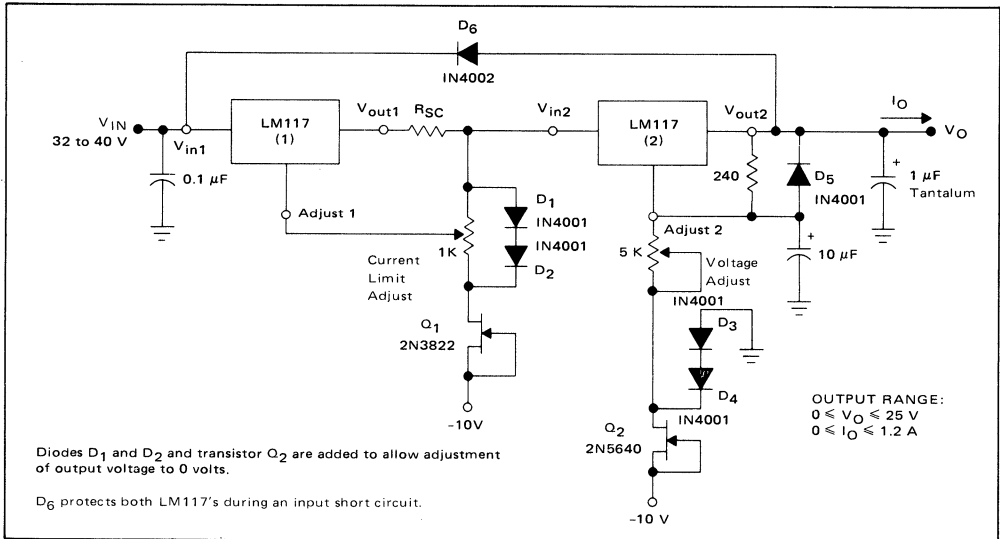 D6
IN4002
VIN
32 to 40 V
Vin1
LM117
(1)
Vout1
RSC
Vin2
LM117
(2)
Vout2
IO
VO
0.1 µF
Adjust 1
1K
Current
Limit
Adjust
D1
IN4001
IN4001
D2
240
D5
IN4001
+
1 µF
Tantalum
Adjust 2
+
10 µF
5 K
Voltage
Adjust
IN4001
D3
D4
IN4001
Q1
2N3822
-10V
Q2
2N5640
-10 V
OUTPUT RANGE:
0 ⩽ VO ⩽ 25 V
0 ⩽ IO ⩽ 1.2 A
Diodes D1 and D2 and transistor Q2 are added to allow adjustment
of output voltage to 0 volts.
D6 protects both LM117's during an input short circuit.